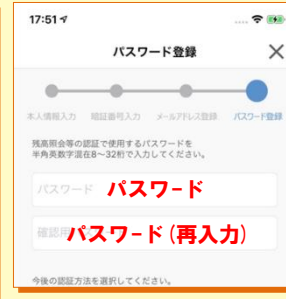 17:51
パスワード登録
本人情報入力 暗証番号入力 メールアドレス登録 パスワード登録
残高照会等の認証で使用するパスワードを
半角英数字混在8～32桁で入力してください。
パスワード パスワード
確認用 パスワード(再入力)
今後の認証方法を選択してください。